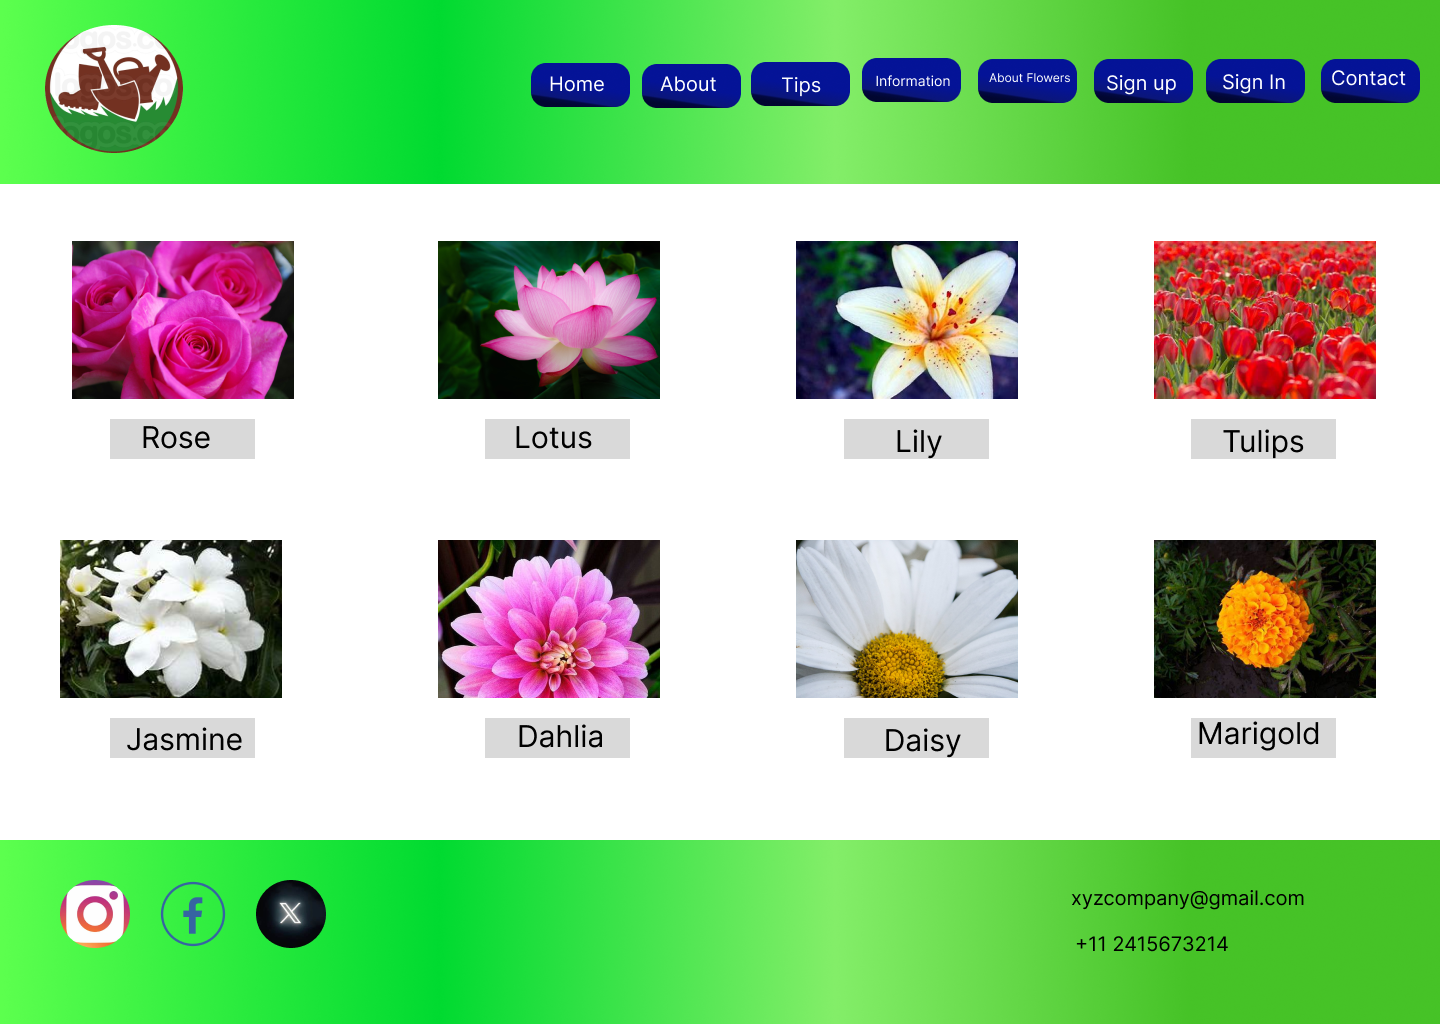 Home
About
Tips
Information
About Flowers
Sign up
Sign In
Contact
Rose
Lotus
Lily
Tulips
Jasmine
Dahlia
Daisy
Marigold
xyzcompany@gmail.com
+11 2415673214